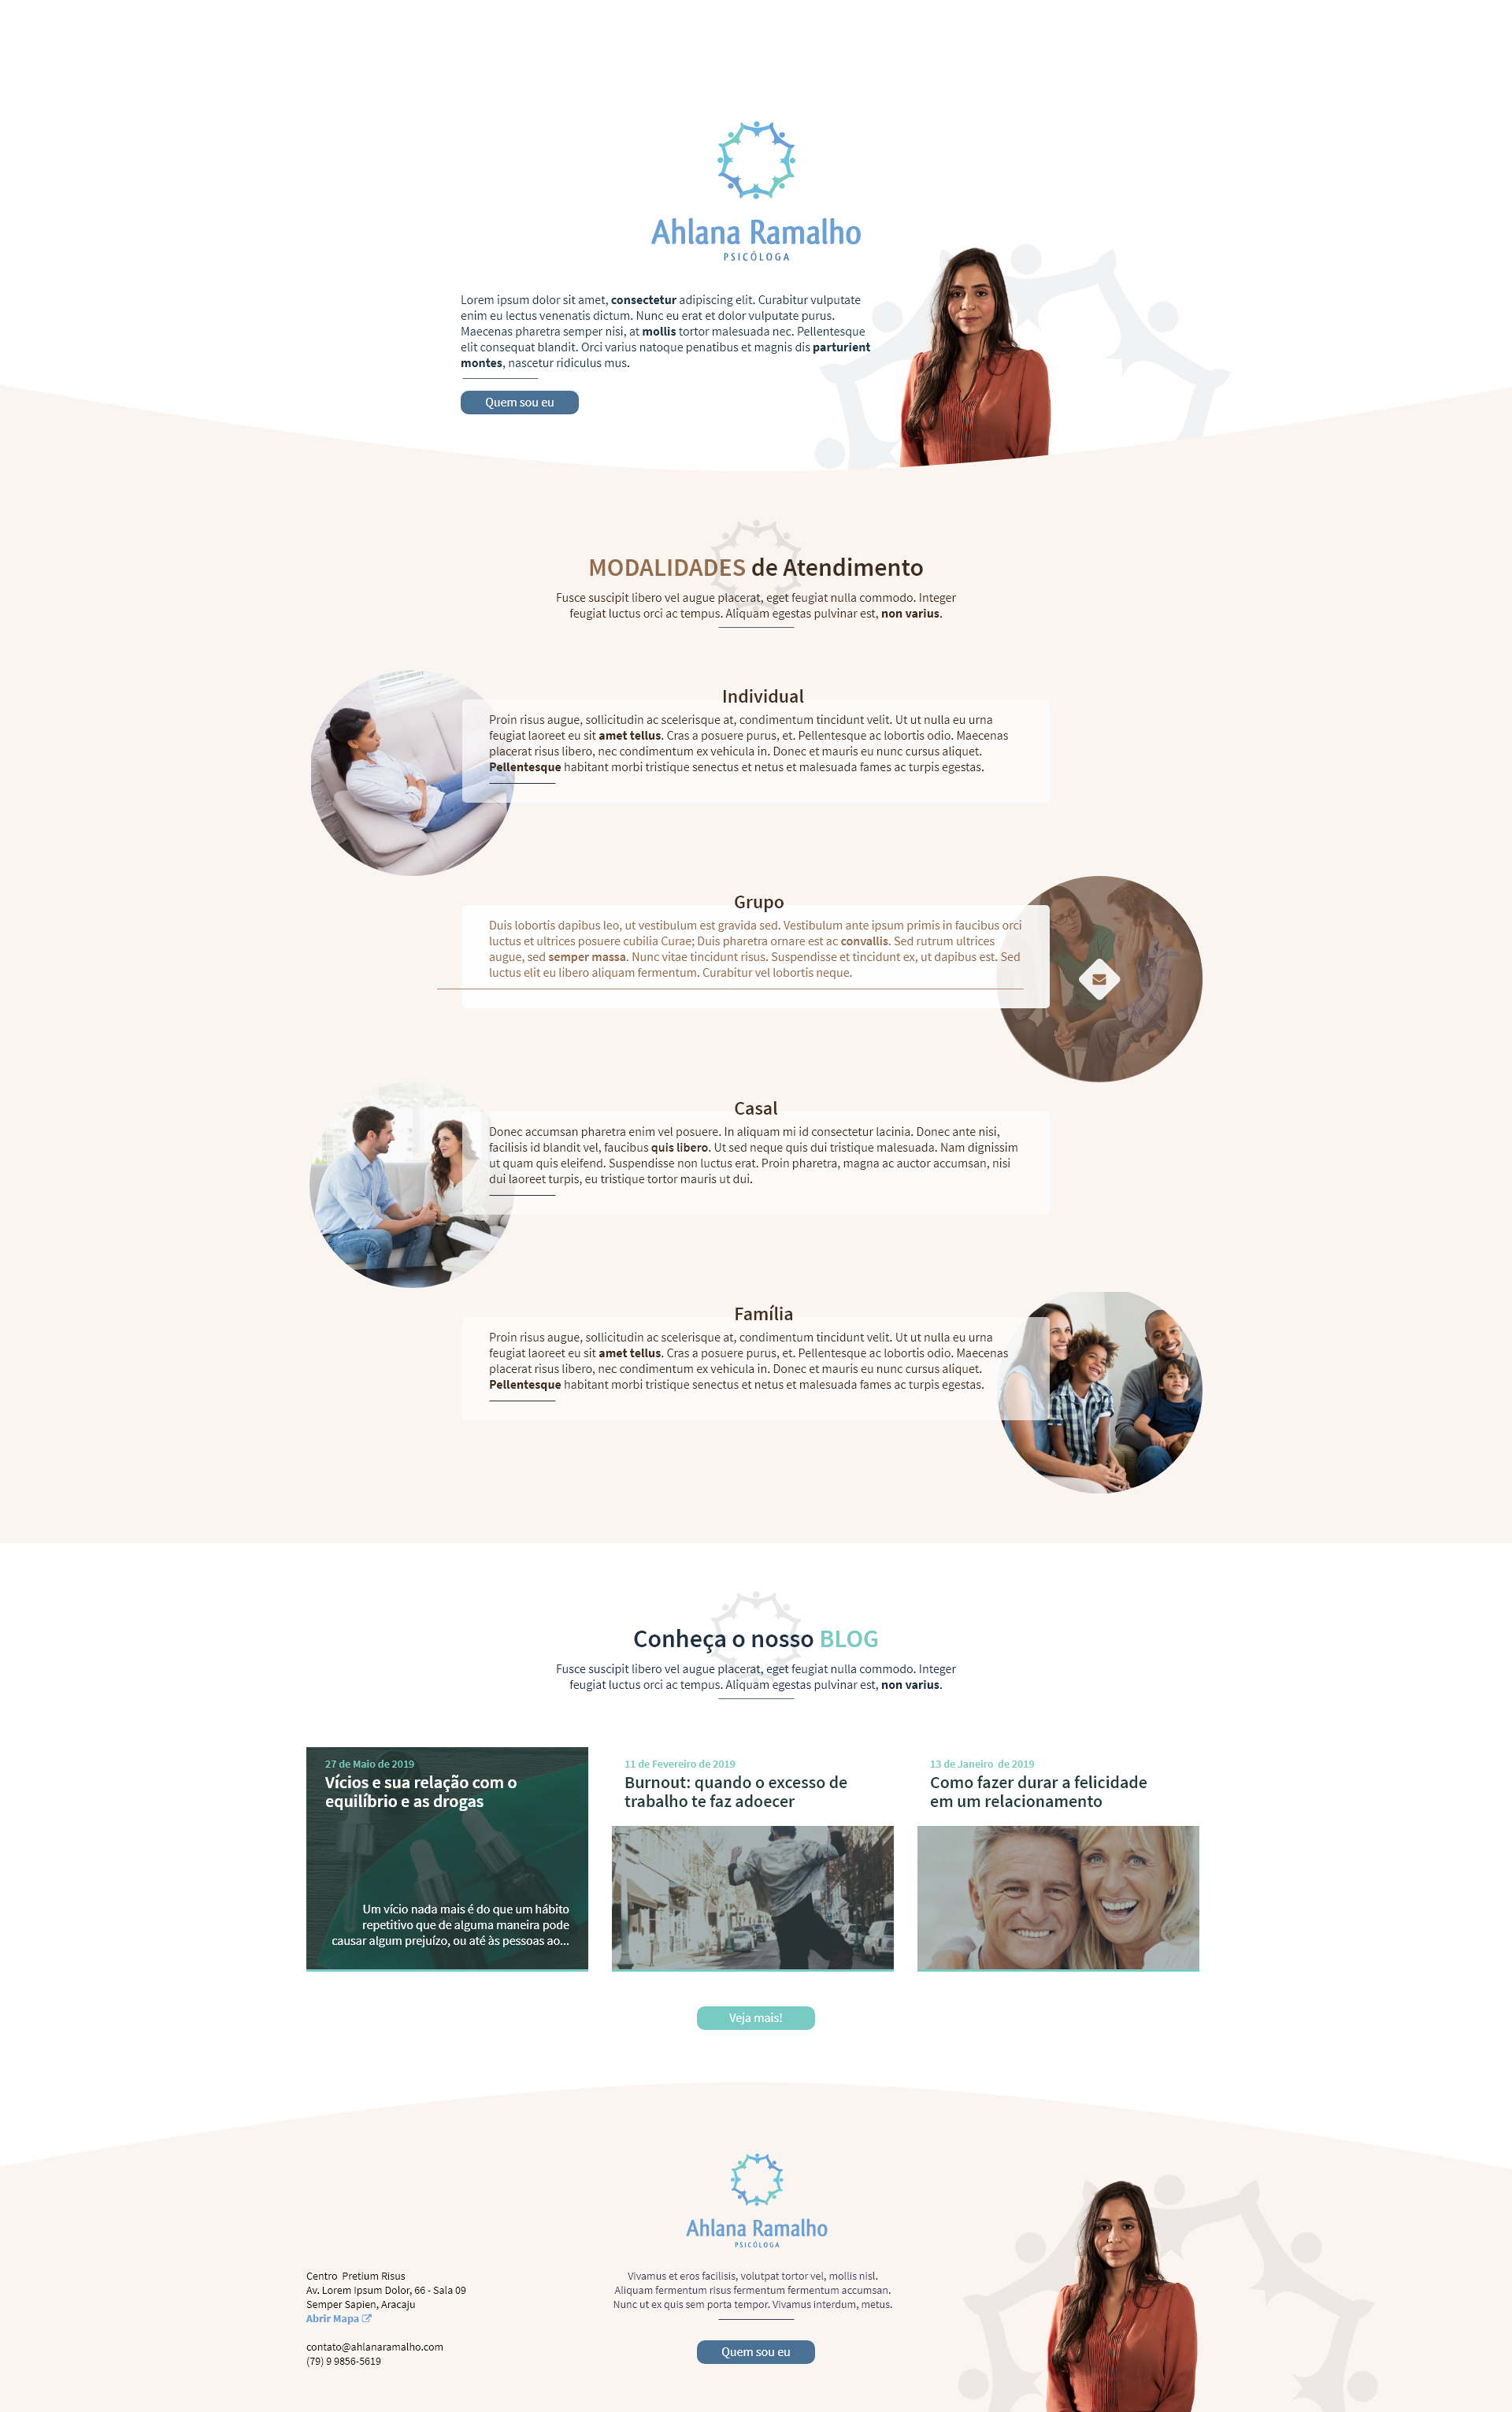 Ahlana Ramalho
PSICÓLOGA
Lorem ipsum dolor sit amet, consectetur adipiscing elit. Curabitur vulputate
enim eu lectus venenatis dictum. Nunc eu erat et dolor vulputate purus.
Maecenas pharetra semper nisi, at mollis tortor malesuada nec. Pellentesque
elit consequat blandit. Orci varius natoque penatibus et magnis dis parturient
montes, nascetur ridiculus mus.
Quem sou eu
MODALIDADES de Atendimento
Fusce suscipit libero vel augue placerat, eget feugiat nulla commodo. Integer
feugiat luctus orci ac tempus. Aliquam egestas pulvinar est, non varius.
Individual
Proin risus augue, sollicitudin ac scelerisque at, condimentum tincidunt velit. Ut ut nulla eu urna
feugiat laoreet eu sit amet tellus. Cras a posuere purus, et. Pellentesque ac lobortis odio. Maecenas
placerat risus libero, nec condimentum ex vehicula in. Donec et mauris eu nunc cursus aliquet.
Pellentesque habitant morbi tristique senectus et netus et malesuada fames ac turpis egestas.
Grupo
Duis lobortis dapibus leo, ut vestibulum est gravida sed. Vestibulum ante ipsum primis in faucibus orci
luctus et ultrices posuere cubilia Curae; Duis pharetra ornare est ac convallis. Sed rutrum ultrices
augue, sed semper massa. Nunc vitae tincidunt risus. Suspendisse et tincidunt ex, ut dapibus est. Sed
luctus elit eu libero aliquam fermentum. Curabitur vel lobortis neque.
Casal
Donec accumsan pharetra enim vel posuere. In aliquam mi id consectetur lacinia. Donec ante nisi,
facilisis id blandit vel, faucibus quis libero. Ut sed neque quis dui tristique malesuada. Nam dignissim
ut quam quis eleifend. Suspendisse non luctus erat. Proin pharetra, magna ac auctor accumsan, nisi
dui laoreet turpis, eu tristique tortor mauris ut dui.
Família
Proin risus augue, sollicitudin ac scelerisque at, condimentum tincidunt velit. Ut ut nulla eu urna
feugiat laoreet eu sit amet tellus. Cras a posuere purus, et. Pellentesque ac lobortis odio. Maecenas
placerat risus libero, nec condimentum ex vehicula in. Donec et mauris eu nunc cursus aliquet.
Pellentesque habitant morbi tristique senectus et netus et malesuada fames ac turpis egestas.
Conheça o nosso BLOG
Fusce suscipit libero vel augue placerat, eget feugiat nulla commodo. Integer
feugiat luctus orci ac tempus. Aliquam egestas pulvinar est, non varius.
27 de Maio de 2019
Vícios e sua relação com o
equilíbrio e as drogas
Um vício nada mais é do que um hábito
repetitivo que de alguma maneira pode
causar algum prejuízo, ou até às pessoas ao...
11 de Fevereiro de 2019
Burnout: quando o excesso de
trabalho te faz adoecer
13 de Janeiro de 2019
Como fazer durar a felicidade
em um relacionamento
Veja mais!
Centro Pretium Risus
Av. Lorem Ipsum Dolor, 66 - Sala 09
Semper Sapien, Aracaju
Abrir Mapa
contato@ahlanaramalho.com
(79) 9 9856-5619
Ahlana Ramalho
PSICÓLOGA
Vivamus et eros facilisis, volutpat tortor vel, mollis nisl.
Aliquam fermentum risus fermentum fermentum accumsan.
Nunc ut ex quis sem porta tempor. Vivamus interdum, metus.
Quem sou eu